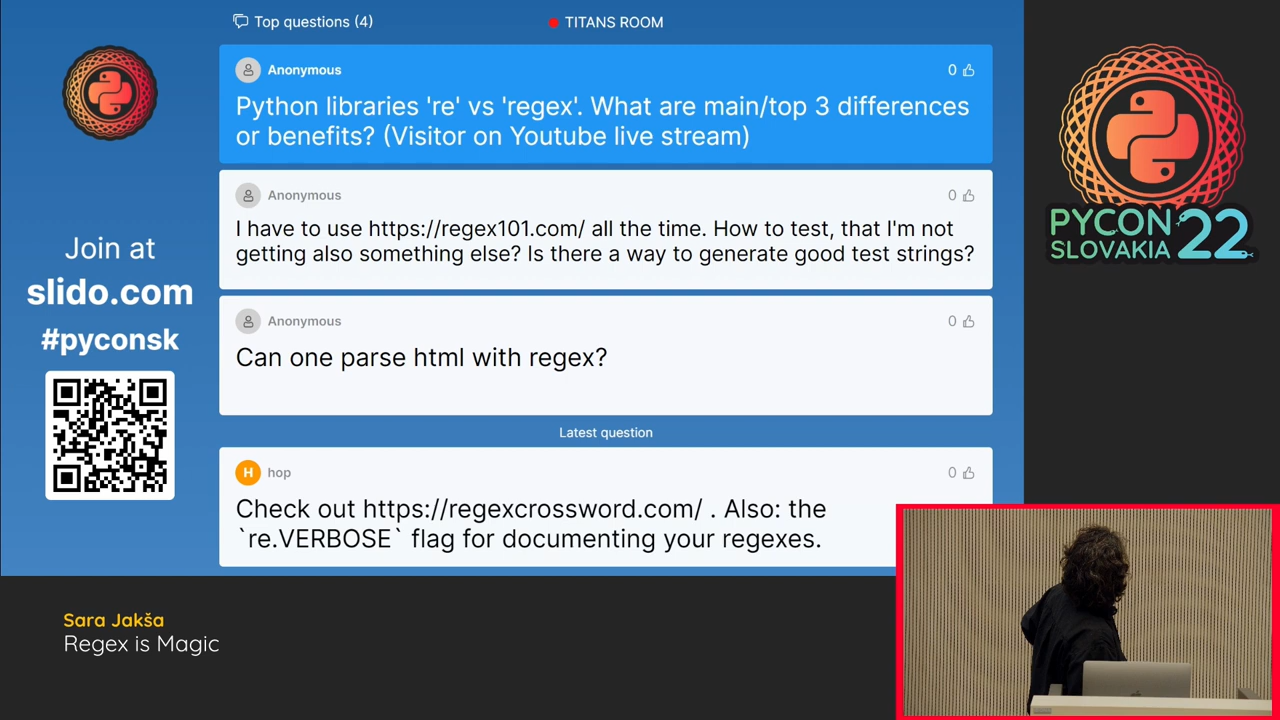 Top questions (4)
TITANS ROOM
Anonymous
0
Python libraries 're' vs 'regex'. What are main/top 3 differences
or benefits? (Visitor on Youtube live stream)
Anonymous
0
I have to use https://regex101.com/ all the time. How to test, that I'm not
getting also something else? Is there a way to generate good test strings?
Anonymous
0
Can one parse html with regex?
Latest question
H
hop
0
Check out https://regexcrossword.com/ . Also: the
`re.VERBOSE` flag for documenting your regexes.
Join at
slido.com
#pyconsk
PYCON
SLOVAKIA
22
Sara Jakša
Regex is Magic